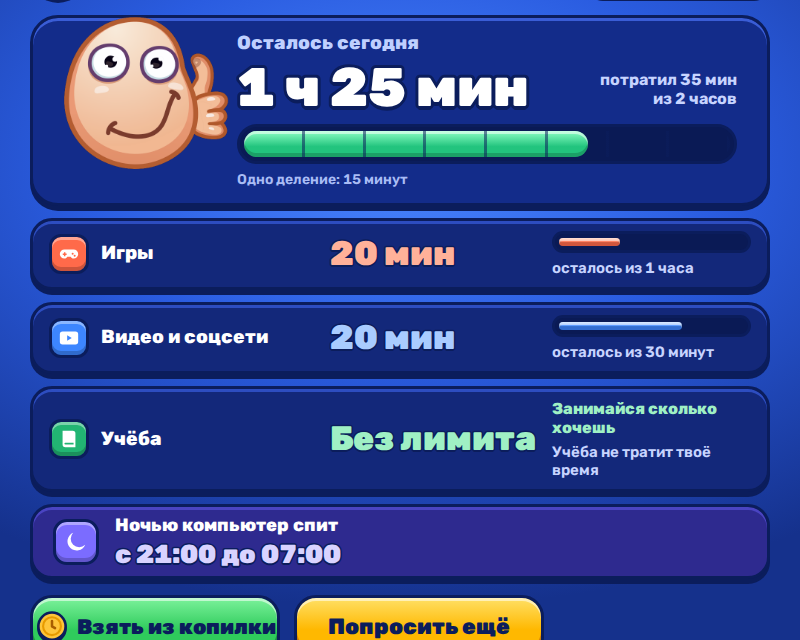 Осталось сегодня
1 ч 25 мин
потратил 35 мин
из 2 часов
Одно деление: 15 минут
Игры
20 мин
осталось из 1 часа
Видео и соцсети
20 мин
осталось из 30 минут
Учёба
Без лимита
Занимайся сколько
хочешь
Учёба не тратит твоё
время
Ночью компьютер спит
с 21:00 до 07:00
Взять из копилки
Попросить ещё